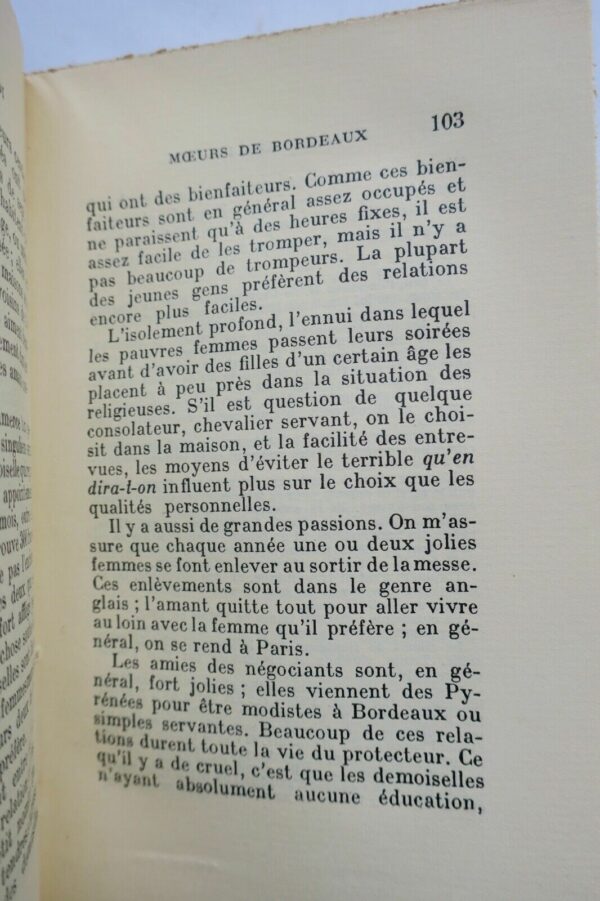 MŒURS DE BORDEAUX 103
qui ont des bienfaiteurs. Comme ces bien-
faiteurs sont en général assez occupés et
ne paraissent qu'à des heures fixes, il est
assez facile de les tromper, mais il n'y a
pas beaucoup de trompeurs. La plupart
des jeunes gens préfèrent des relations
encore plus faciles.
L'isolement profond, l'ennui dans lequel
les pauvres femmes passent leurs soirées
avant d'avoir des filles d'un certain âge les
placent à peu près dans la situation des
religieuses. S'il est question de quelque
consolateur, chevalier servant, on le choi-
sit dans la maison, et la facilité des entre-
vues, les moyens d'éviter le terrible qu'en
dira-t-on influent plus sur le choix que les
qualités personnelles.
Il y a aussi de grandes passions. On m'as-
sure que chaque année une ou deux jolies
femmes se font enlever au sortir de la messe.
Ces enlèvements sont dans le genre an-
glais ; l'amant quitte tout pour aller vivre
au loin avec la femme qu'il préfère ; en gé-
néral, on se rend à Paris.
Les amies des négociants sont, en gé-
néral, fort jolies ; elles viennent des Py-
rénées pour être modistes à Bordeaux ou
simples servantes. Beaucoup de ces rela-
tions durent toute la vie du protecteur. Ce
qu'il y a de cruel, c'est que les demoiselles
n'ayant absolument aucune éducation,